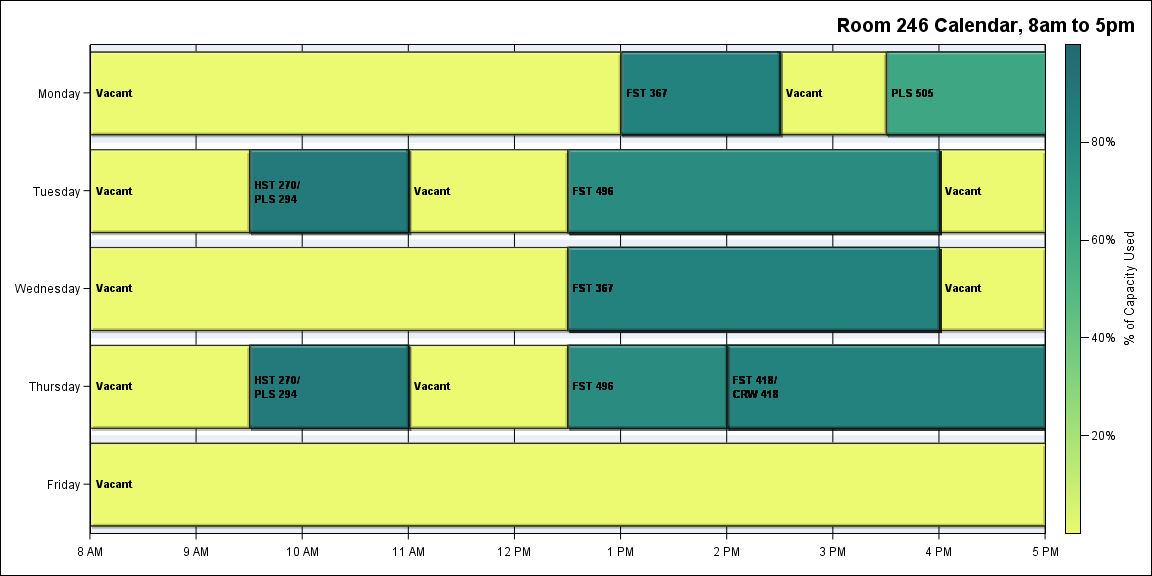 Room 246 Calendar, 8am to 5pm
Monday
Vacant
FST 367
Vacant
PLS 505
Tuesday
Vacant
HST 270/
PLS 294
Vacant
FST 496
Vacant
Wednesday
Vacant
FST 367
Vacant
Thursday
Vacant
HST 270/
PLS 294
Vacant
FST 496
FST 418/
CRW 418
Friday
Vacant
8 AM
9 AM
10 AM
11 AM
12 PM
1 PM
2 PM
3 PM
4 PM
5 PM
80%
60%
40%
20%
% of Capacity Used